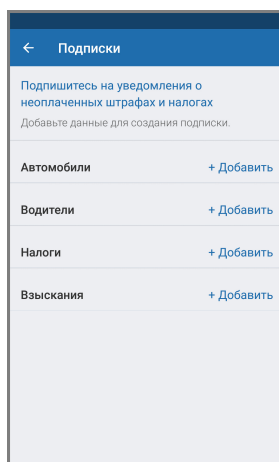 Подписки
Подпишитесь на уведомления о
неоплаченных штрафах и налогах
Добавьте данные для создания подписки.
Автомобили + Добавить
Водители + Добавить
Налоги + Добавить
Взыскания + Добавить